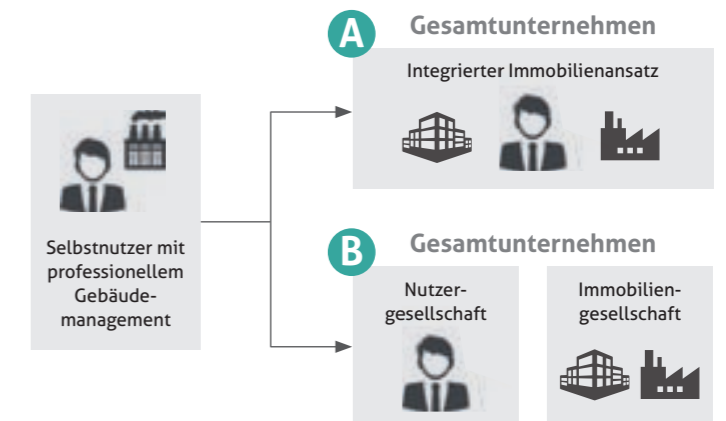 Selbstnutzer mit
professionellem
Gebäude-
management
A
Gesamtunternehmen
Integrierter Immobilienansatz
B
Gesamtunternehmen
Nutzer-
gesellschaft
Immobilien-
gesellschaft